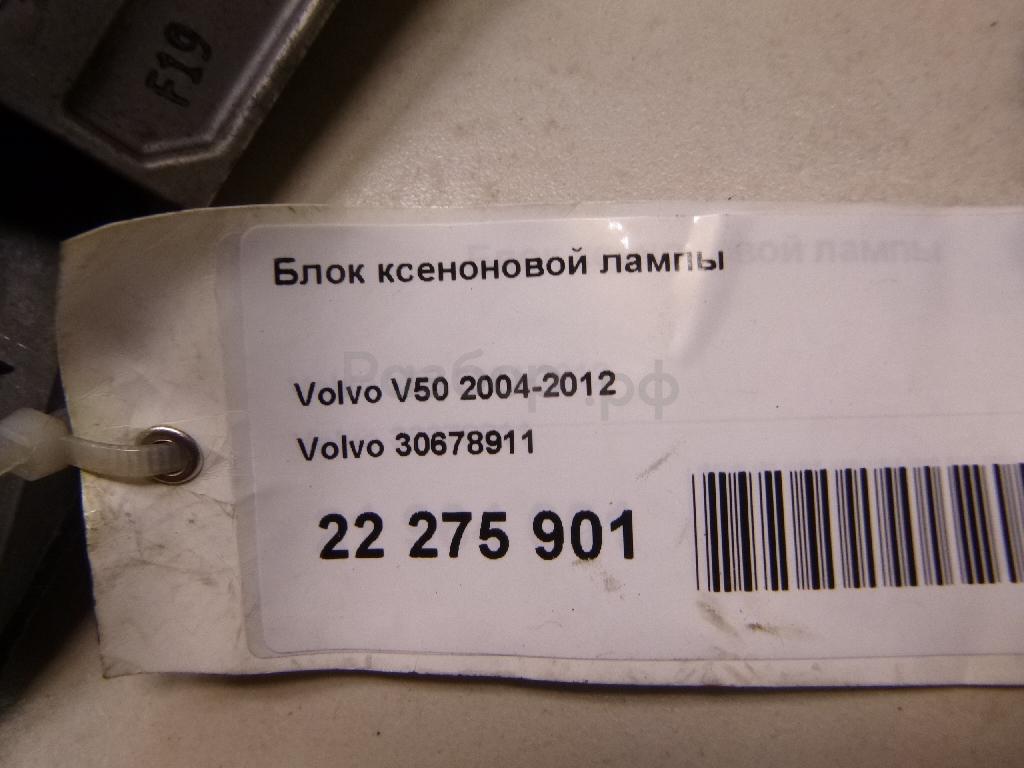 F19
Блок ксеноновой лампы
Volvo V50 2004-2012
Volvo 30678911
22 275 901